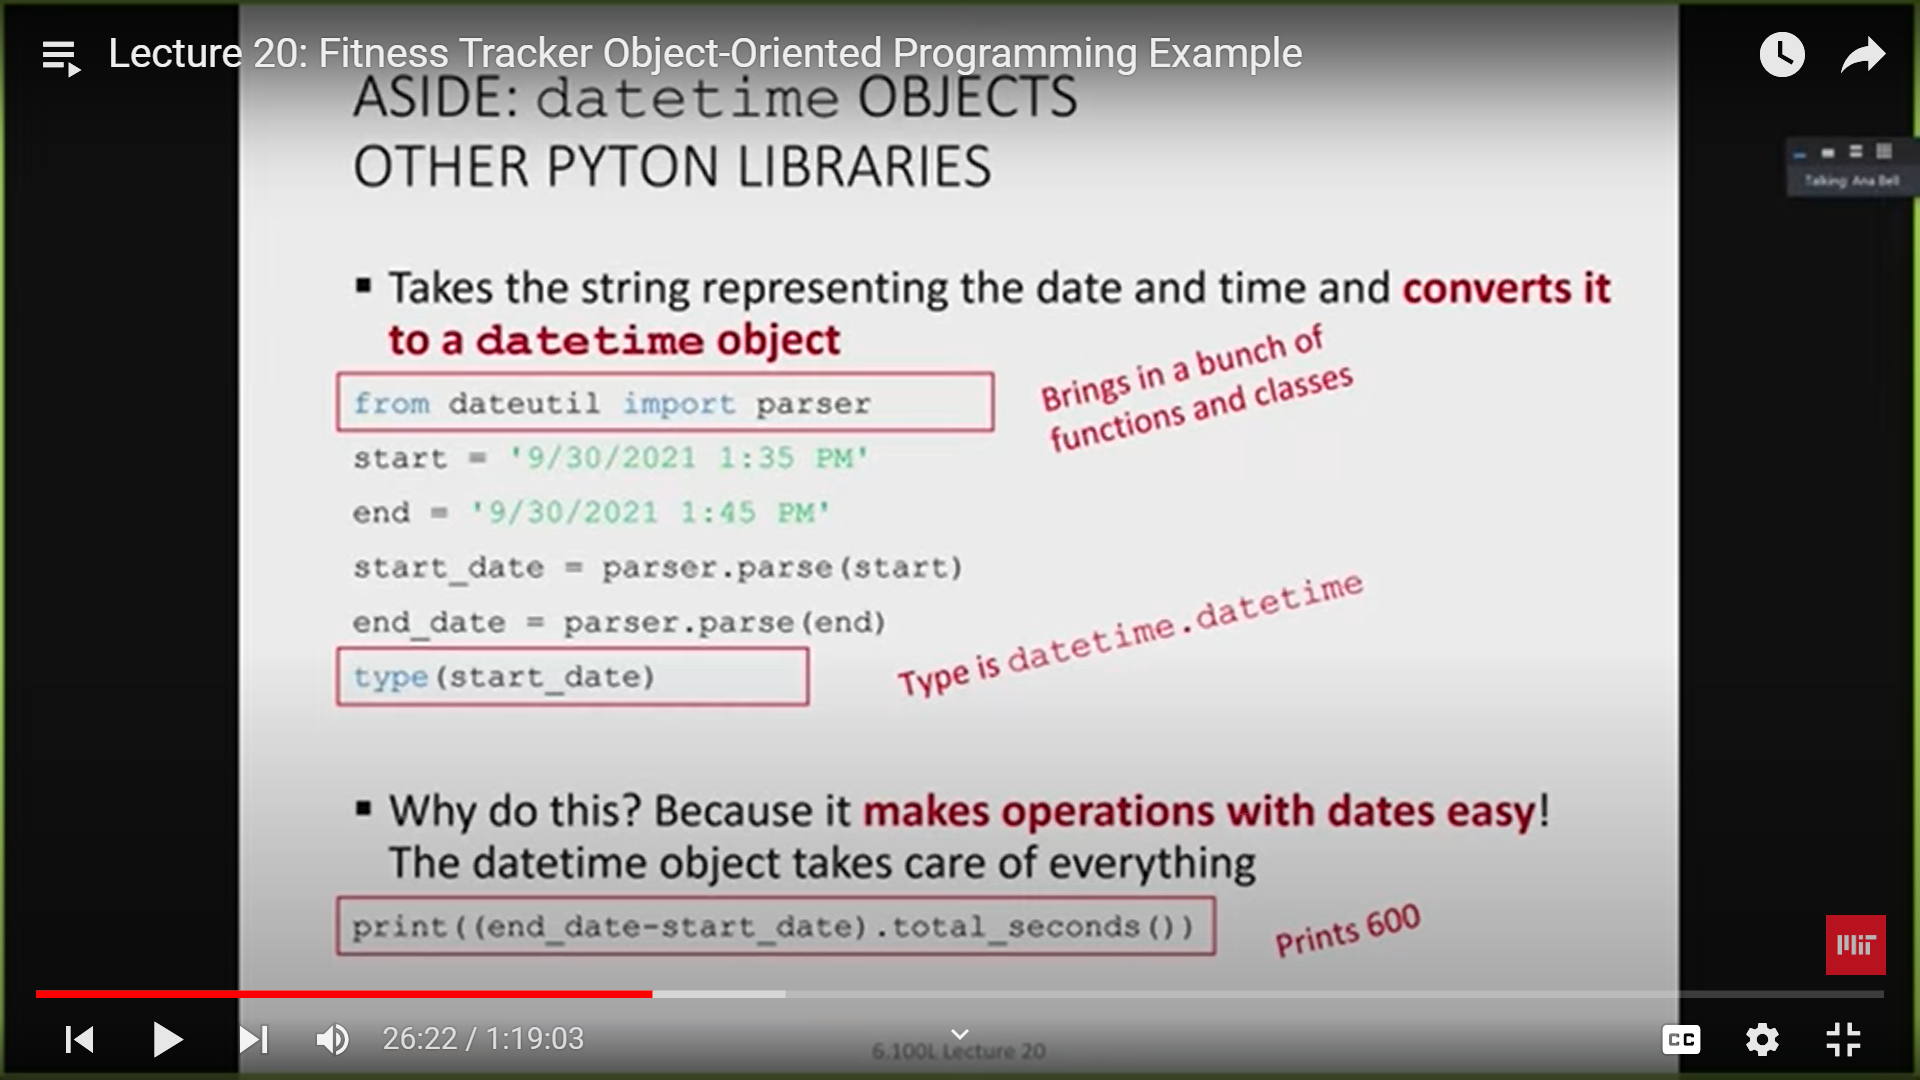 Lecture 20: Fitness Tracker Object-Oriented Programming Example
ASIDE: datetime OBJECTS
OTHER PYTON LIBRARIES
Talking: Ana Bell
▪ Takes the string representing the date and time and converts it
to a datetime object
from dateutil import parser
Brings in a bunch of
functions and classes
start = '9/30/2021 1:35 PM'
end = '9/30/2021 1:45 PM'
start_date = parser.parse(start)
end_date = parser.parse(end)
type(start_date)
Type is datetime.datetime
▪ Why do this? Because it makes operations with dates easy!
The datetime object takes care of everything
print((end_date-start_date).total_seconds())
Prints 600
MIT
26:22 / 1:19:03
CC
6.100L Lecture 20